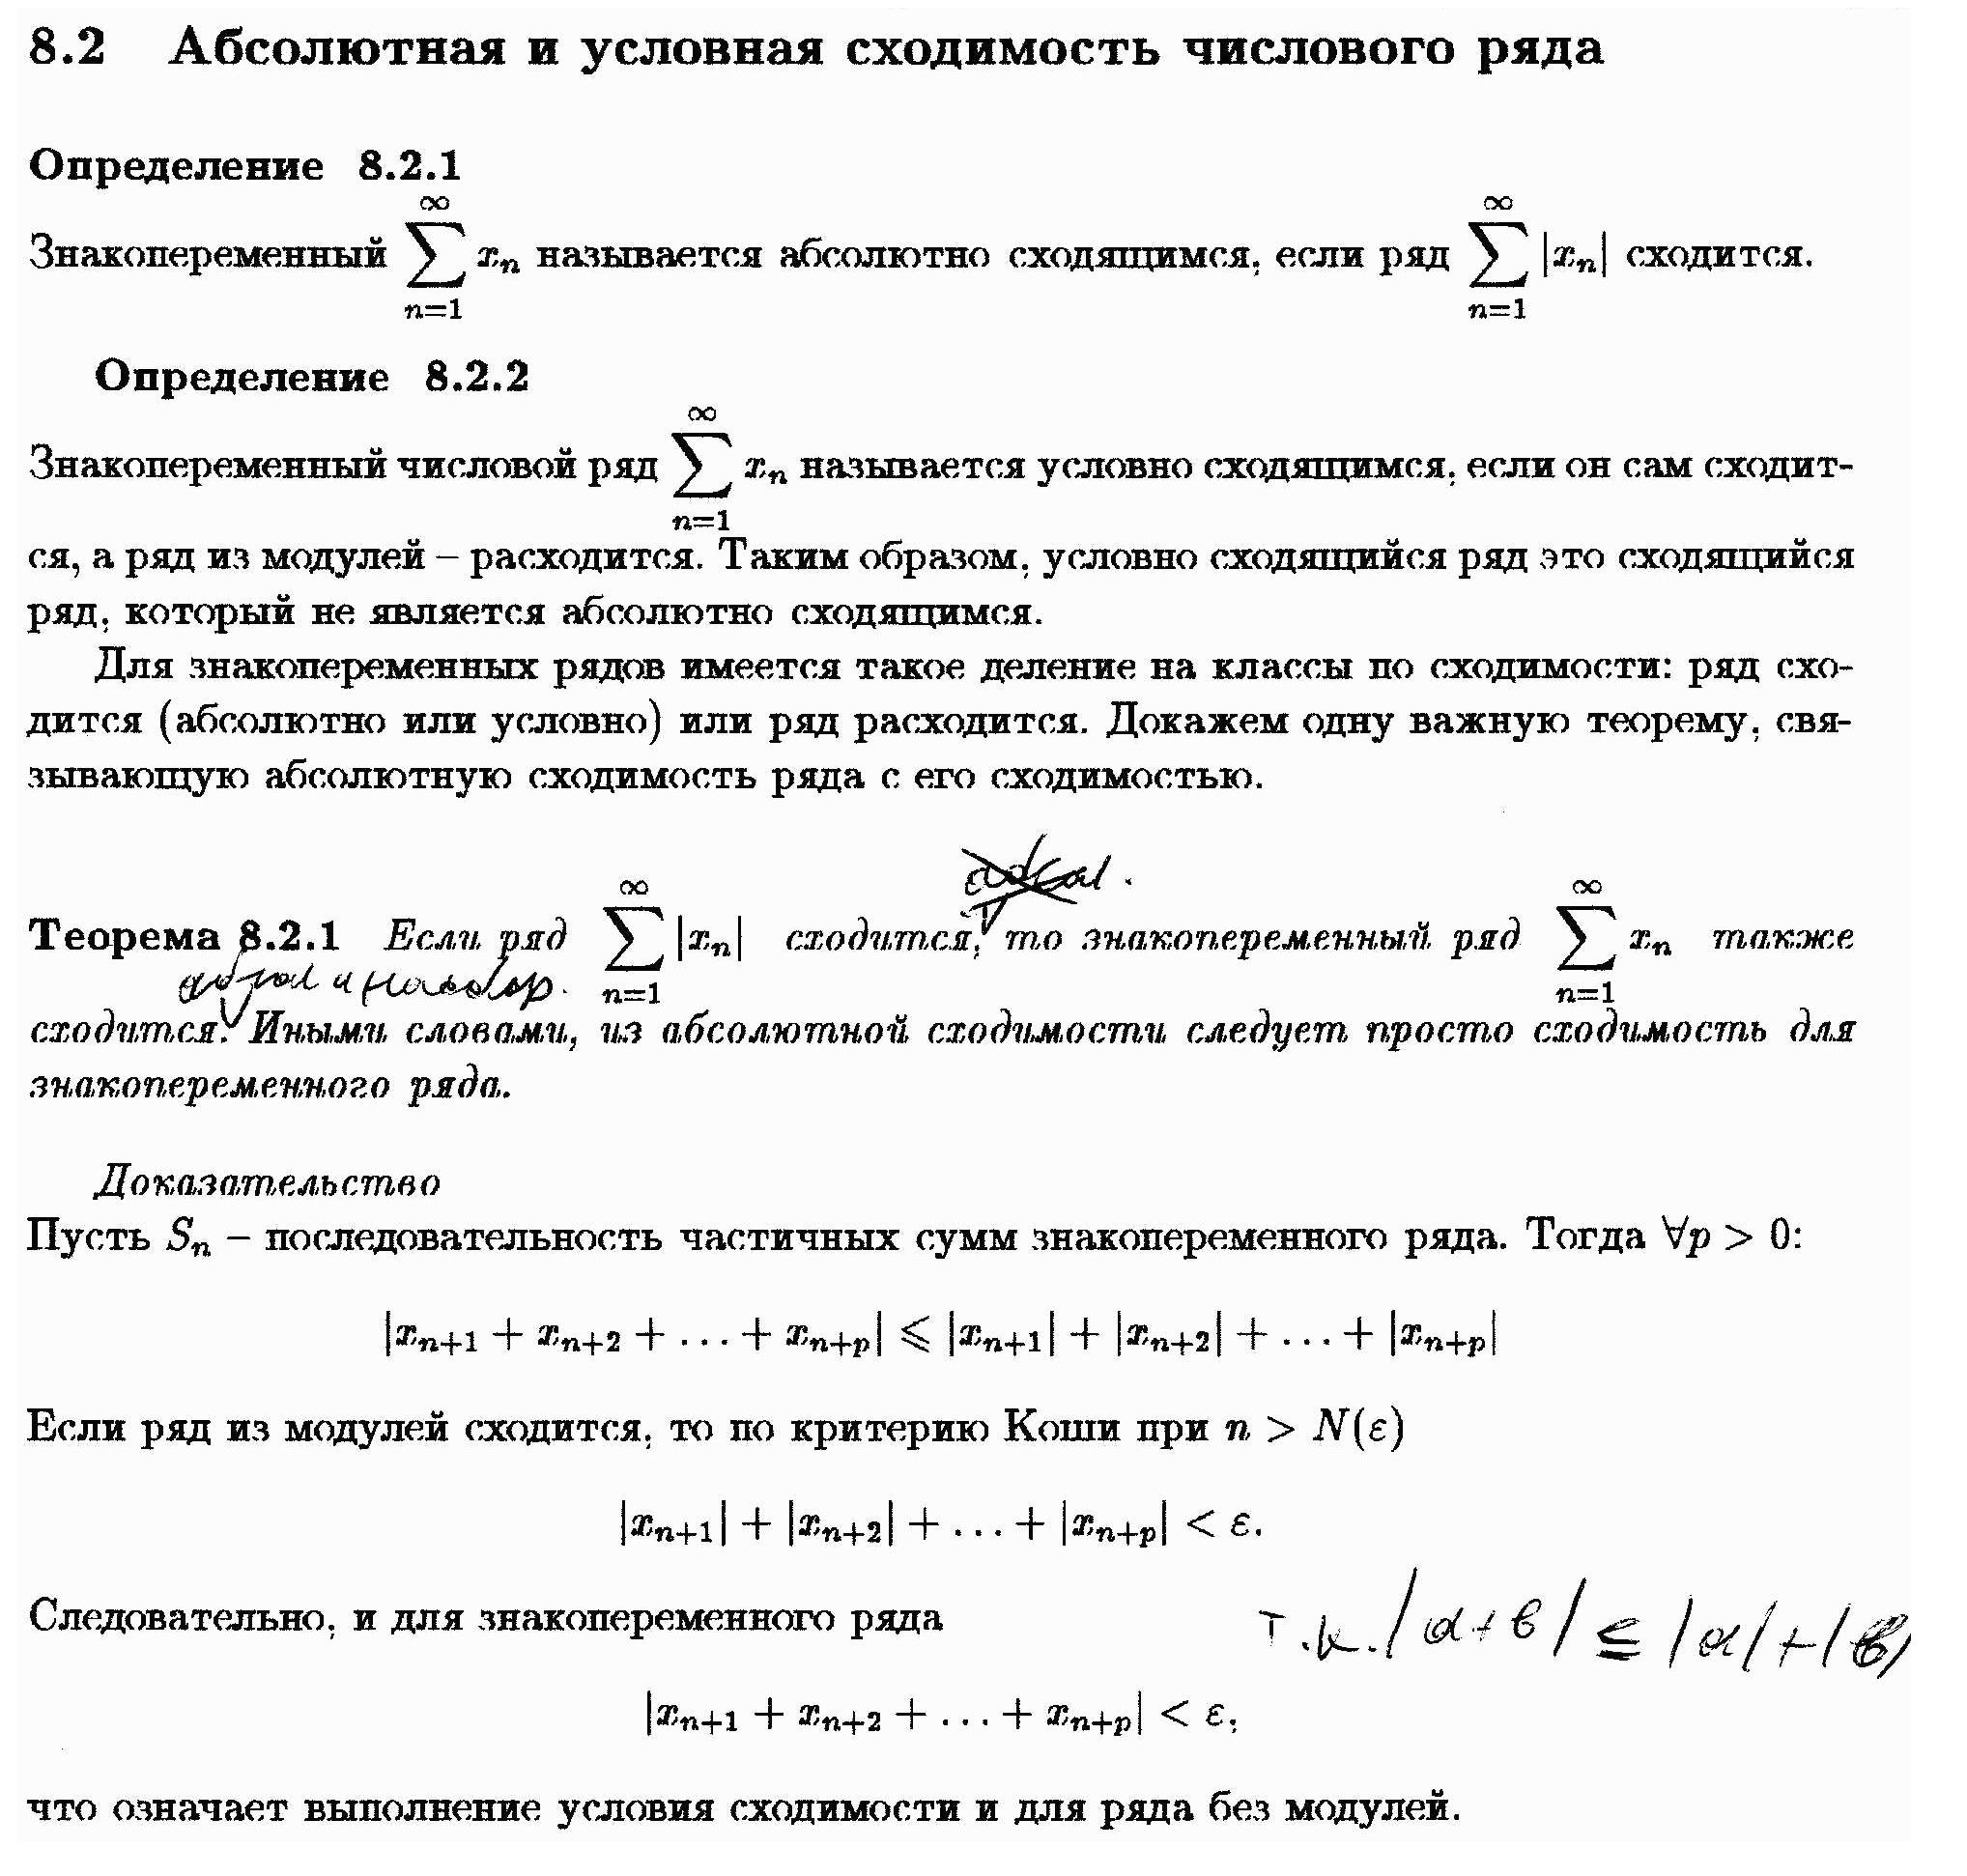 8.2 Абсолютная и условная сходимость числового ряда
Определение 8.2.1
Знакопеременный $\sum_{n=1}^{\infty} x_n$ называется абсолютно сходящимся, если ряд $\sum_{n=1}^{\infty} |x_n|$ сходится.
Определение 8.2.2
Знакопеременный числовой ряд $\sum_{n=1}^{\infty} x_n$ называется условно сходящимся, если он сам сходит-
ся, а ряд из модулей – расходится. Таким образом, условно сходящийся ряд это сходящийся
ряд, который не является абсолютно сходящимся.
Для знакопеременных рядов имеется такое деление на классы по сходимости: ряд схо-
дится (абсолютно или условно) или ряд расходится. Докажем одну важную теорему, свя-
зывающую абсолютную сходимость ряда с его сходимостью.
Теорема 8.2.1 Если ряд $\sum_{n=1}^{\infty} |x_n|$ сходится, то знакопеременный ряд $\sum_{n=1}^{\infty} x_n$ также
сходится. Иными словами, из абсолютной сходимости следует просто сходимость для
знакопеременного ряда.
Доказательство
Пусть $S_n$ – последовательность частичных сумм знакопеременного ряда. Тогда $\forall p > 0$:
$|x_{n+1} + x_{n+2} + \ldots + x_{n+p}| \leqslant |x_{n+1}| + |x_{n+2}| + \ldots + |x_{n+p}|$
Если ряд из модулей сходится, то по критерию Коши при $n > N(\varepsilon)$
$|x_{n+1}| + |x_{n+2}| + \ldots + |x_{n+p}| < \varepsilon.$
Следовательно, и для знакопеременного ряда
т.к. $|a+b| \leq |a|+|b|$
$|x_{n+1} + x_{n+2} + \ldots + x_{n+p}| < \varepsilon,$
что означает выполнение условия сходимости и для ряда без модулей.